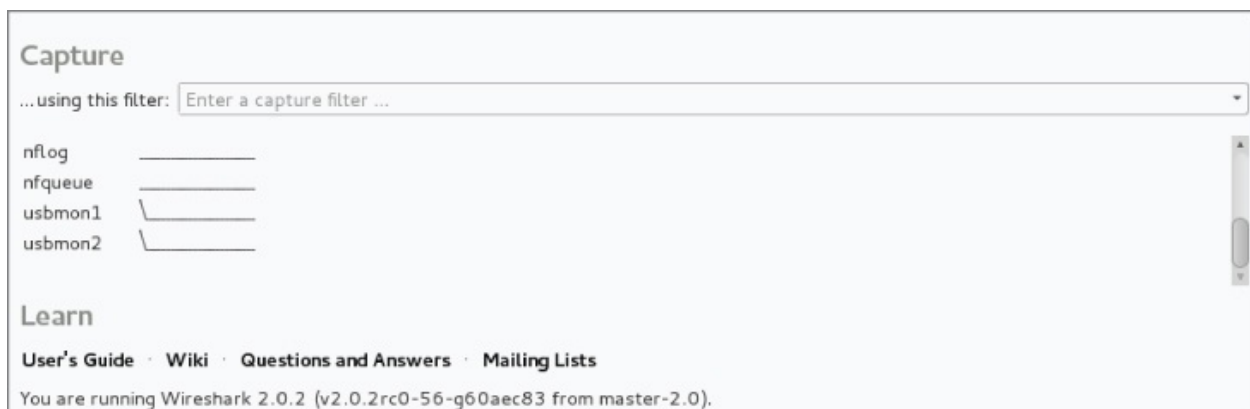 Capture
...using this filter: Enter a capture filter ...
nflog
nfqueue
usbmon1
usbmon2
Learn
User's Guide · Wiki · Questions and Answers · Mailing Lists
You are running Wireshark 2.0.2 (v2.0.2rc0-56-g60aec83 from master-2.0).